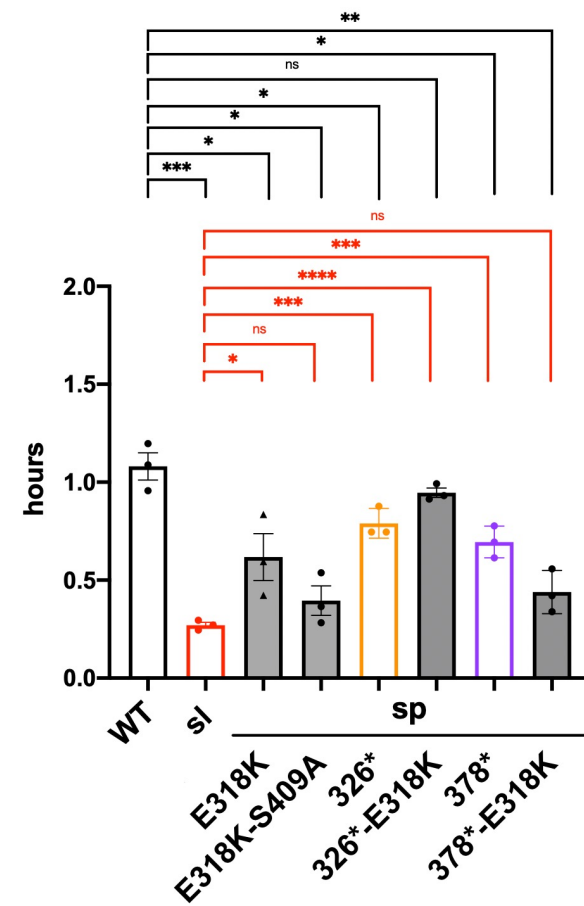 **
*
ns
*
*
*
***
ns
***
****
***
ns
*
2.0
1.5
1.0
0.5
0.0
hours
WT
sl
sp
E318K
E318K-S409A
326*
326*-E318K
378*
378*-E318K